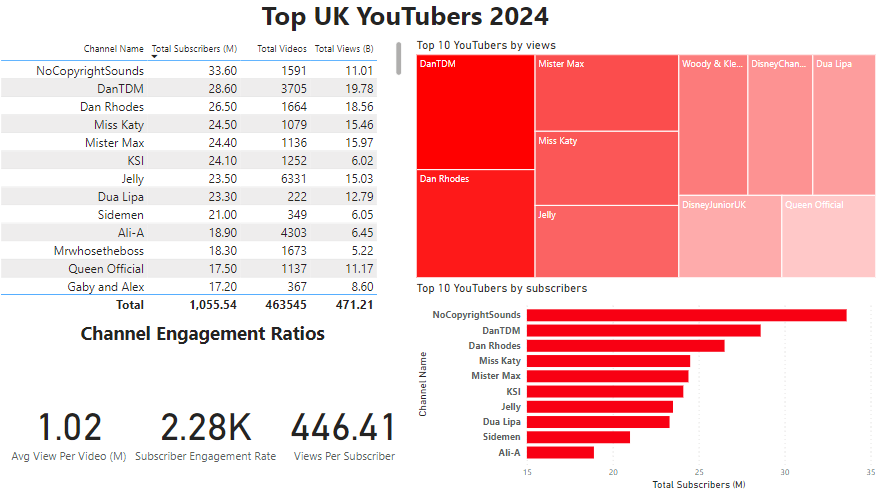 Top UK YouTubers 2024
Channel Name Total Subscribers (M) Total Videos Total Views (B)
NoCopyrightSounds 33.60 1591 11.01
DanTDM 28.60 3705 19.78
Dan Rhodes 26.50 1664 18.56
Miss Katy 24.50 1079 15.46
Mister Max 24.40 1136 15.97
KSI 24.10 1252 6.02
Jelly 23.50 6331 15.03
Dua Lipa 23.30 222 12.79
Sidemen 21.00 349 6.05
Ali-A 18.90 4303 6.45
Mrwhosetheboss 18.30 1673 5.22
Queen Official 17.50 1137 11.17
Gaby and Alex 17.20 367 8.60
Total 1,055.54 463545 471.21
Channel Engagement Ratios
1.02 2.28K 446.41
Avg View Per Video (M) Subscriber Engagement Rate Views Per Subscriber
Top 10 YouTubers by views
DanTDM Mister Max Woody & Kle... DisneyChan... Dua Lipa
Miss Katy
Dan Rhodes
DisneyJuniorUK Queen Official
Jelly
Top 10 YouTubers by subscribers
Channel Name
NoCopyrightSounds
DanTDM
Dan Rhodes
Miss Katy
Mister Max
KSI
Jelly
Dua Lipa
Sidemen
Ali-A
15 20 25 30 35
Total Subscribers (M)